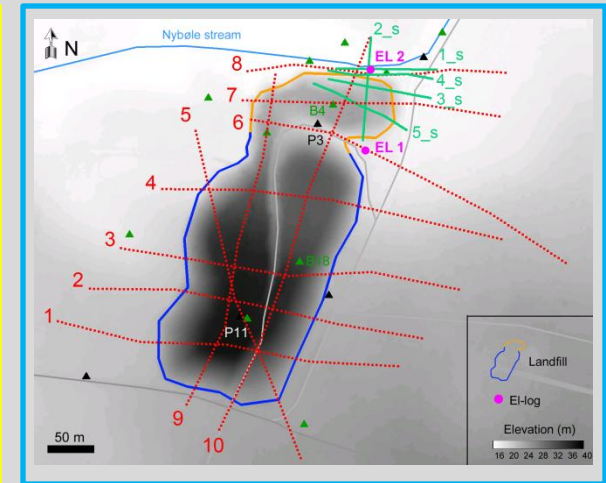 2_s
N
Nybøle stream
EL 2
1_s
8
4_s
7
3_s
B4
5
6
5_s
P3
EL 1
4
3
2
1
P11
Landfill
El-log
9
10
50 m
Elevation (m)
16 20 24 28 32 36 40